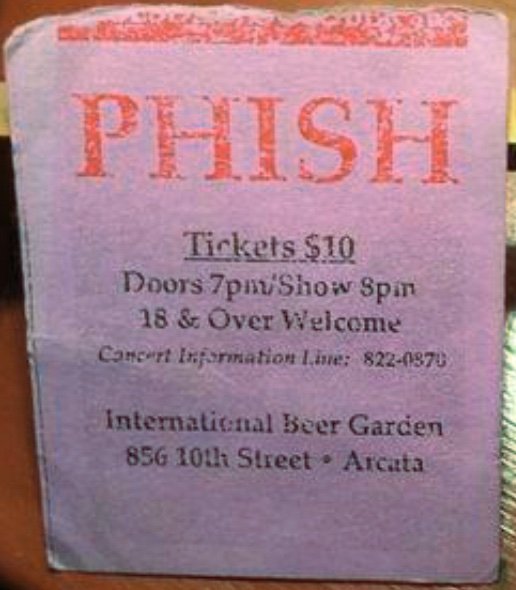 PHISH
Tickets $10
Doors 7pm/Show 8pm
18 & Over Welcome
Concert Information Line: 822-0870
International Beer Garden
856 10th Street • Arcata